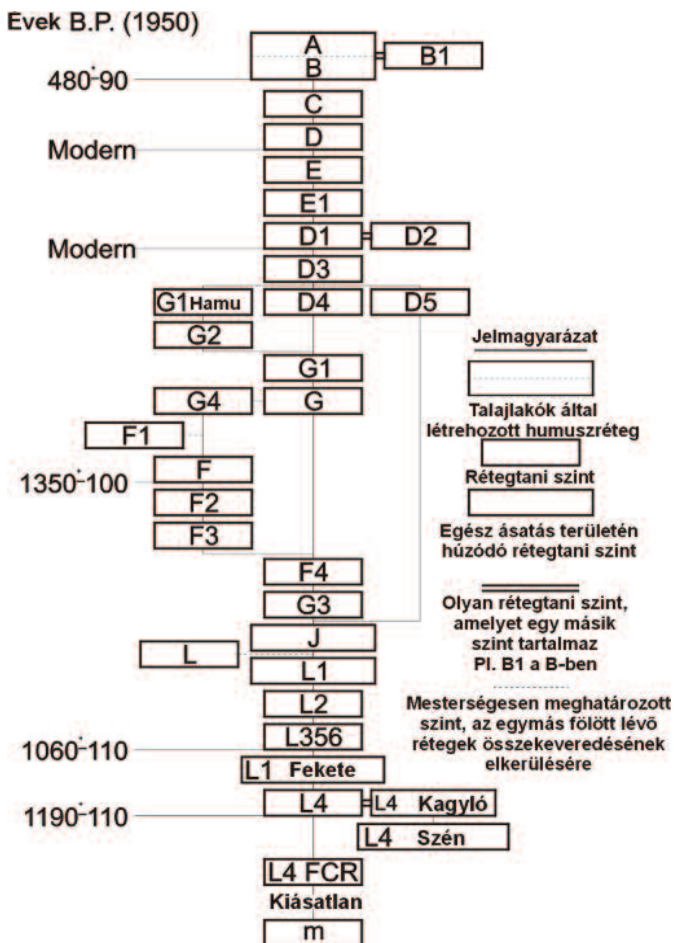 Évek B.P. (1950)
A
B
B1
480±90
C
D
Modern
E
E1
D1
D2
Modern
D3
G1 Hamu
D4
D5
G2
G1
G4
G
F1
F
1350±100
F2
F3
F4
G3
J
L
L1
L2
L356
1060±110
L1 Fekete
L4
L4 Kagyló
1190±110
L4 Szén
L4 FCR
Kiásatlan
m
Jelmagyarázat
Talajlakók által
létrehozott humuszréteg
Rétegtani szint
Egész ásatás területén
húzódó rétegtani szint
Olyan rétegtani szint,
amelyet egy másik
szint tartalmaz
Pl. B1 a B-ben
Mesterségesen meghatározott
szint, az egymás fölött lévő
rétegek összekeveredésének
elkerülésére